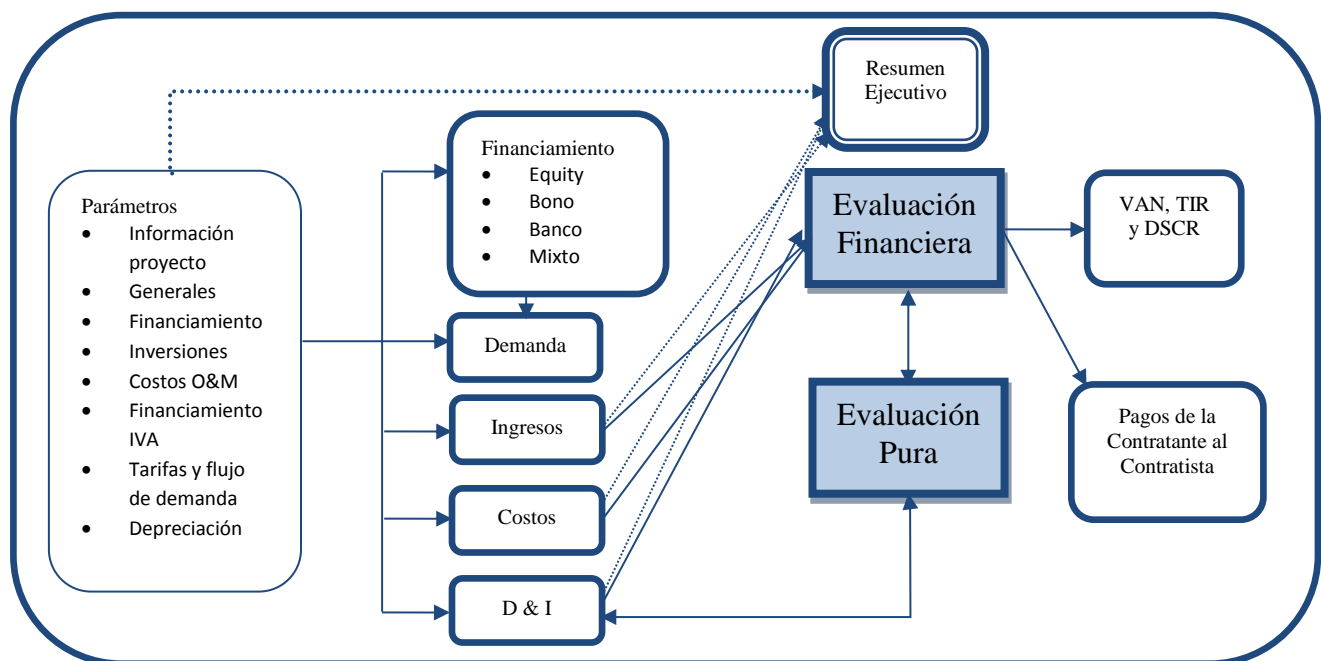 Resumen
Ejecutivo
Financiamiento
• Equity
• Bono
• Banco
• Mixto
Parámetros
• Información
proyecto
• Generales
• Financiamiento
• Inversiones
• Costos O&M
• Financiamiento
IVA
• Tarifas y flujo
de demanda
• Depreciación
Evaluación
Financiera
VAN, TIR
y DSCR
Demanda
Ingresos
Evaluación
Pura
Pagos de la
Contratante al
Contratista
Costos
D & I